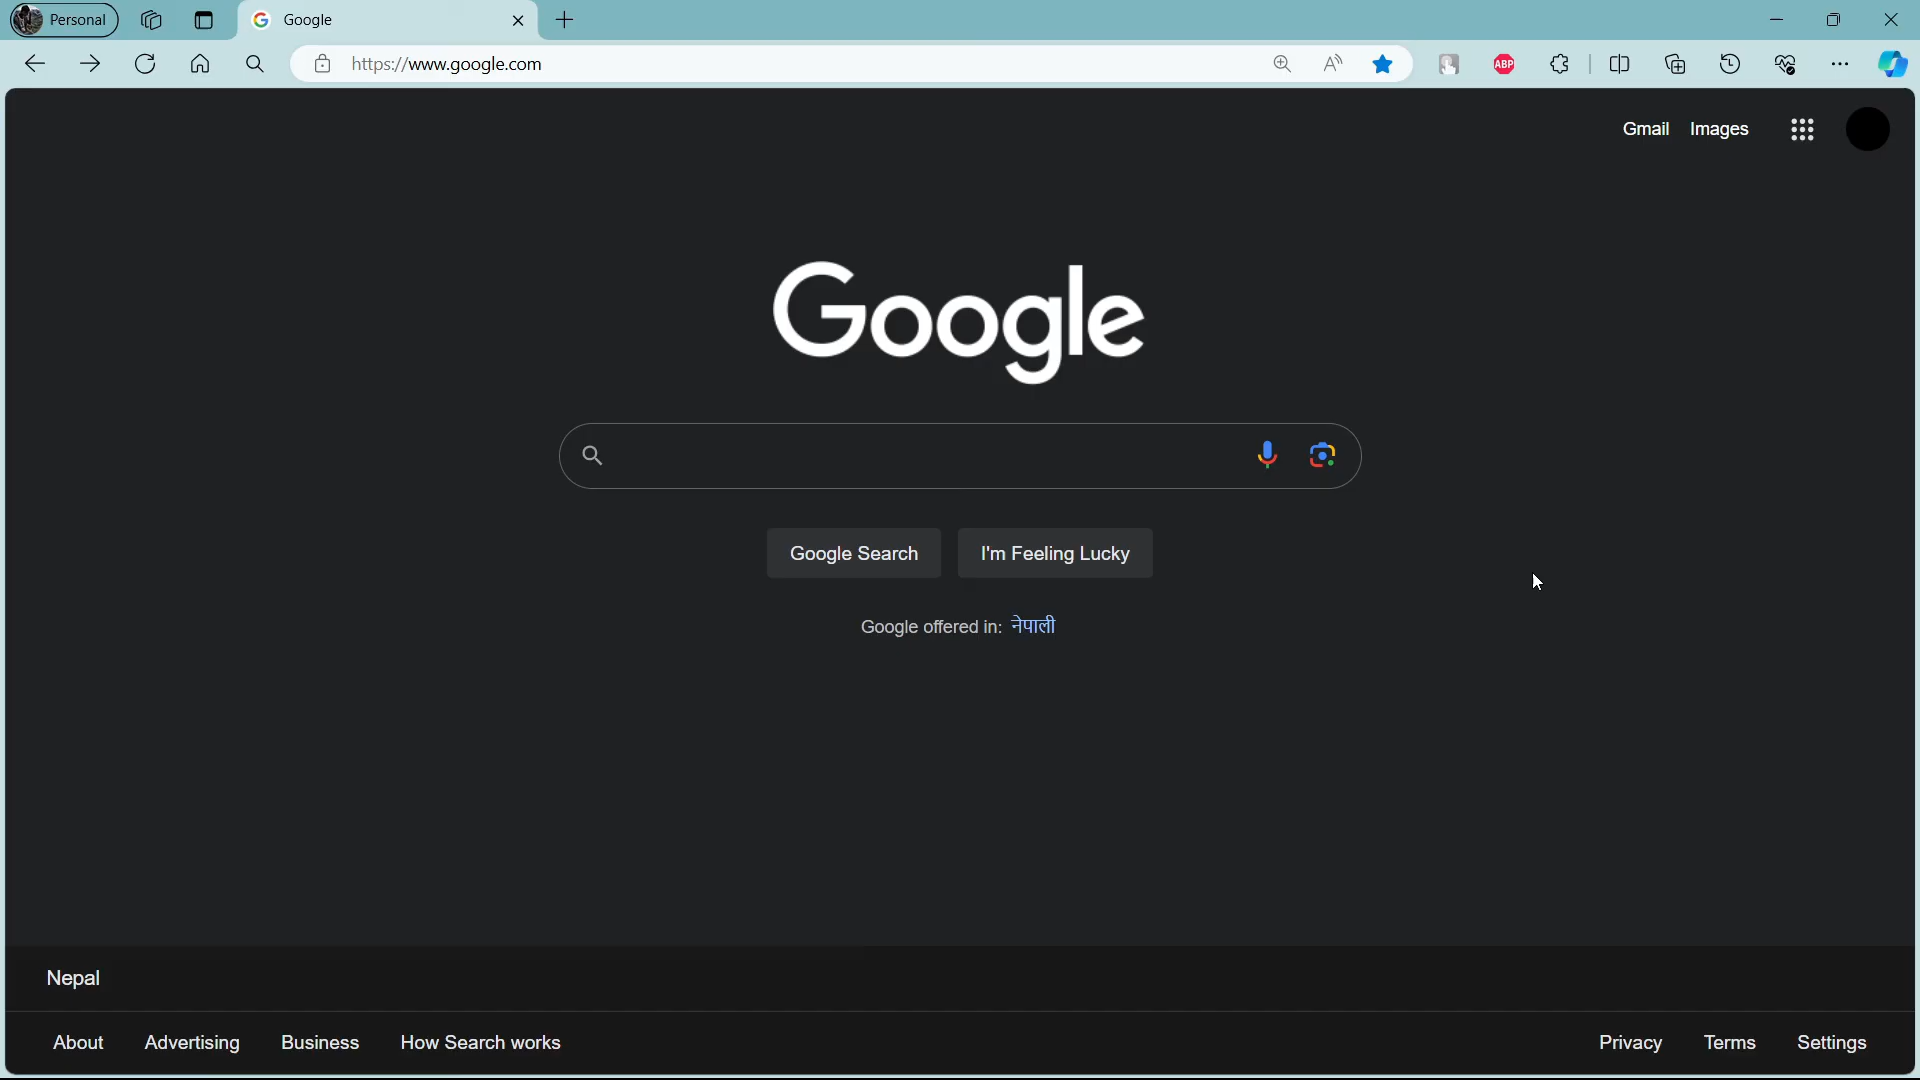 Personal
Google
https://www.google.com
A
ABP
Gmail Images
Google
Google Search I'm Feeling Lucky
Google offered in: नेपाली
Nepal
About Advertising Business How Search works Privacy Terms Settings